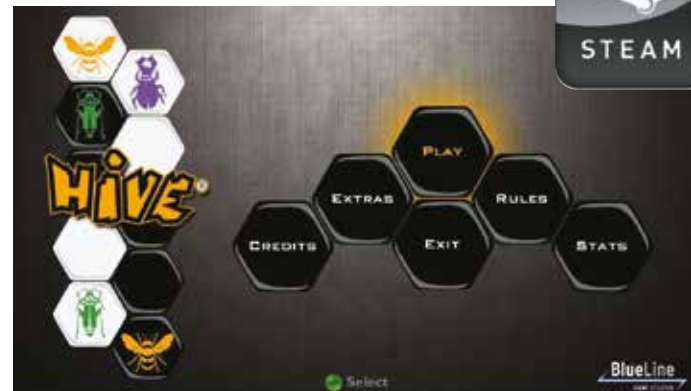 STEAM
HIVE®
PLAY
EXTRAS
RULES
CREDITS
EXIT
STATS
Select
BlueLine